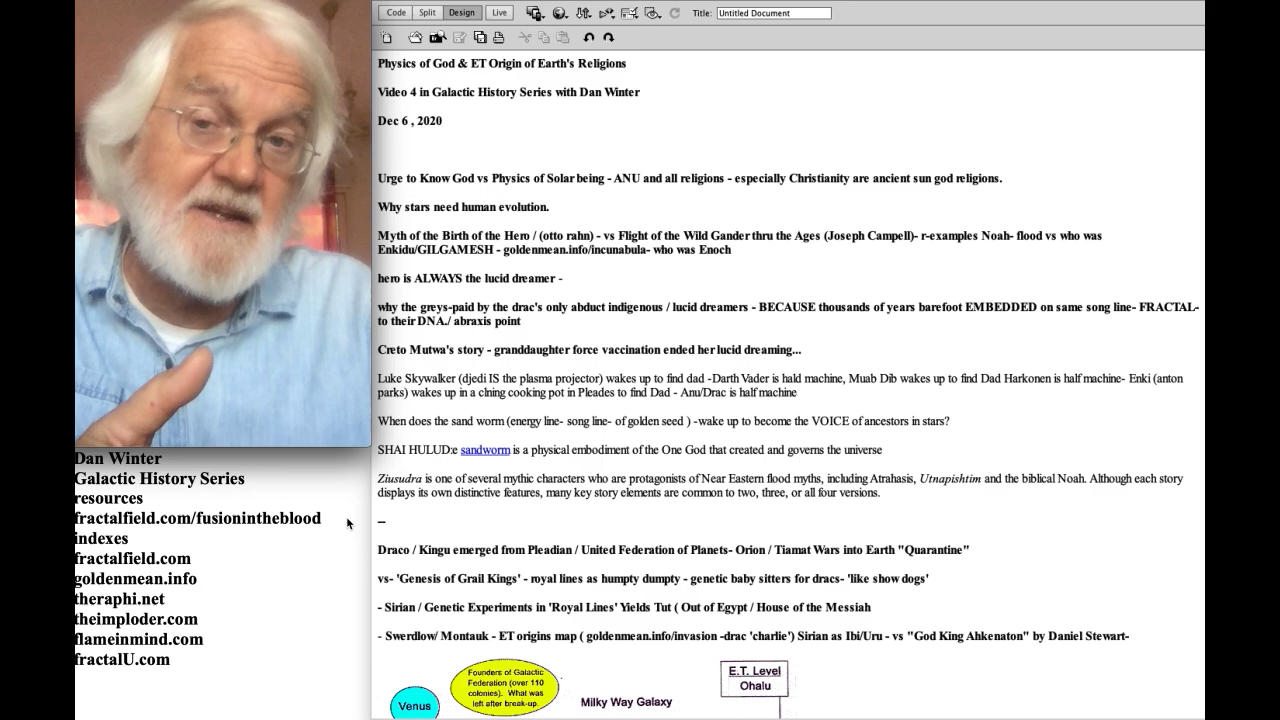 Code Split Design Live Title: Untitled Document
Physics of God & ET Origin of Earth's Religions
Video 4 in Galactic History Series with Dan Winter
Dec 6 , 2020
Urge to Know God vs Physics of Solar being - ANU and all religions - especially Christianity are ancient sun god religions.
Why stars need human evolution.
Myth of the Birth of the Hero / (otto rahn) - vs Flight of the Wild Gander thru the Ages (Joseph Campell)- r-examples Noah- flood vs who was
Enkidu/GILGAMESH - goldenmean.info/incunabula- who was Enoch
hero is ALWAYS the lucid dreamer -
why the greys-paid by the drac's only abduct indigenous / lucid dreamers - BECAUSE thousands of years barefoot EMBEDDED on same song line- FRACTAL-
to their DNA./ abraxis point
Creto Mutwa's story - granddaughter force vaccination ended her lucid dreaming...
Luke Skywalker (djedi IS the plasma projector) wakes up to find dad -Darth Vader is hald machine, Muab Dib wakes up to find Dad Harkonen is half machine- Enki (anton
parks) wakes up in a clning cooking pot in Pleades to find Dad - Anu/Drac is half machine
When does the sand worm (energy line- song line- of golden seed ) -wake up to become the VOICE of ancestors in stars?
SHAI HULUD:e sandworm is a physical embodiment of the One God that created and governs the universe
Ziusudra is one of several mythic characters who are protagonists of Near Eastern flood myths, including Atrahasis, Utnapishtim and the biblical Noah. Although each story
displays its own distinctive features, many key story elements are common to two, three, or all four versions.
--
Draco / Kingu emerged from Pleadian / United Federation of Planets- Orion / Tiamat Wars into Earth "Quarantine"
vs- 'Genesis of Grail Kings' - royal lines as humpty dumpty - genetic baby sitters for dracs- 'like show dogs'
- Sirian / Genetic Experiments in 'Royal Lines' Yields Tut ( Out of Egypt / House of the Messiah
- Swerdlow/ Montauk - ET origins map ( goldenmean.info/invasion -drac 'charlie') Sirian as Ibi/Uru - vs "God King Ahkenaton" by Daniel Stewart-
Founders of Galactic
Federation (over 110
colonies). What was
left after break-up.
Venus
Milky Way Galaxy
E.T. Level
Ohalu
Dan Winter
Galactic History Series
resources
fractalfield.com/fusionintheblood
indexes
fractalfield.com
goldenmean.info
theraphi.net
theimploder.com
flameinmind.com
fractalU.com